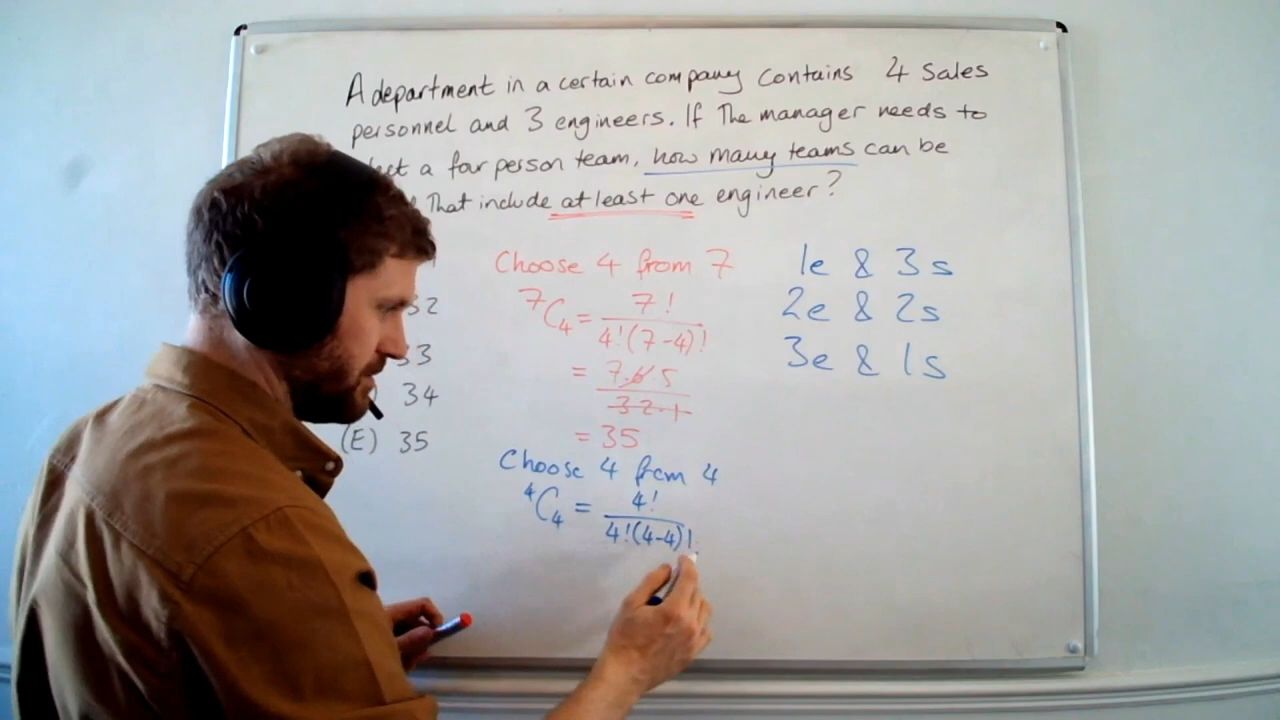 A department in a certain company contains 4 sales
personnel and 3 engineers. If the manager needs to
a four person team, how many teams can be
that include at least one engineer?
33
34
(E) 35
Choose 4 from 7
⁷C₄ = 7! / 4!(7-4)!
= 7.6.5 / 3.2.1
= 35
Choose 4 from 4
⁴C₄ = 4! / 4!(4-4)!
1e & 3s
2e & 2s
3e & 1s